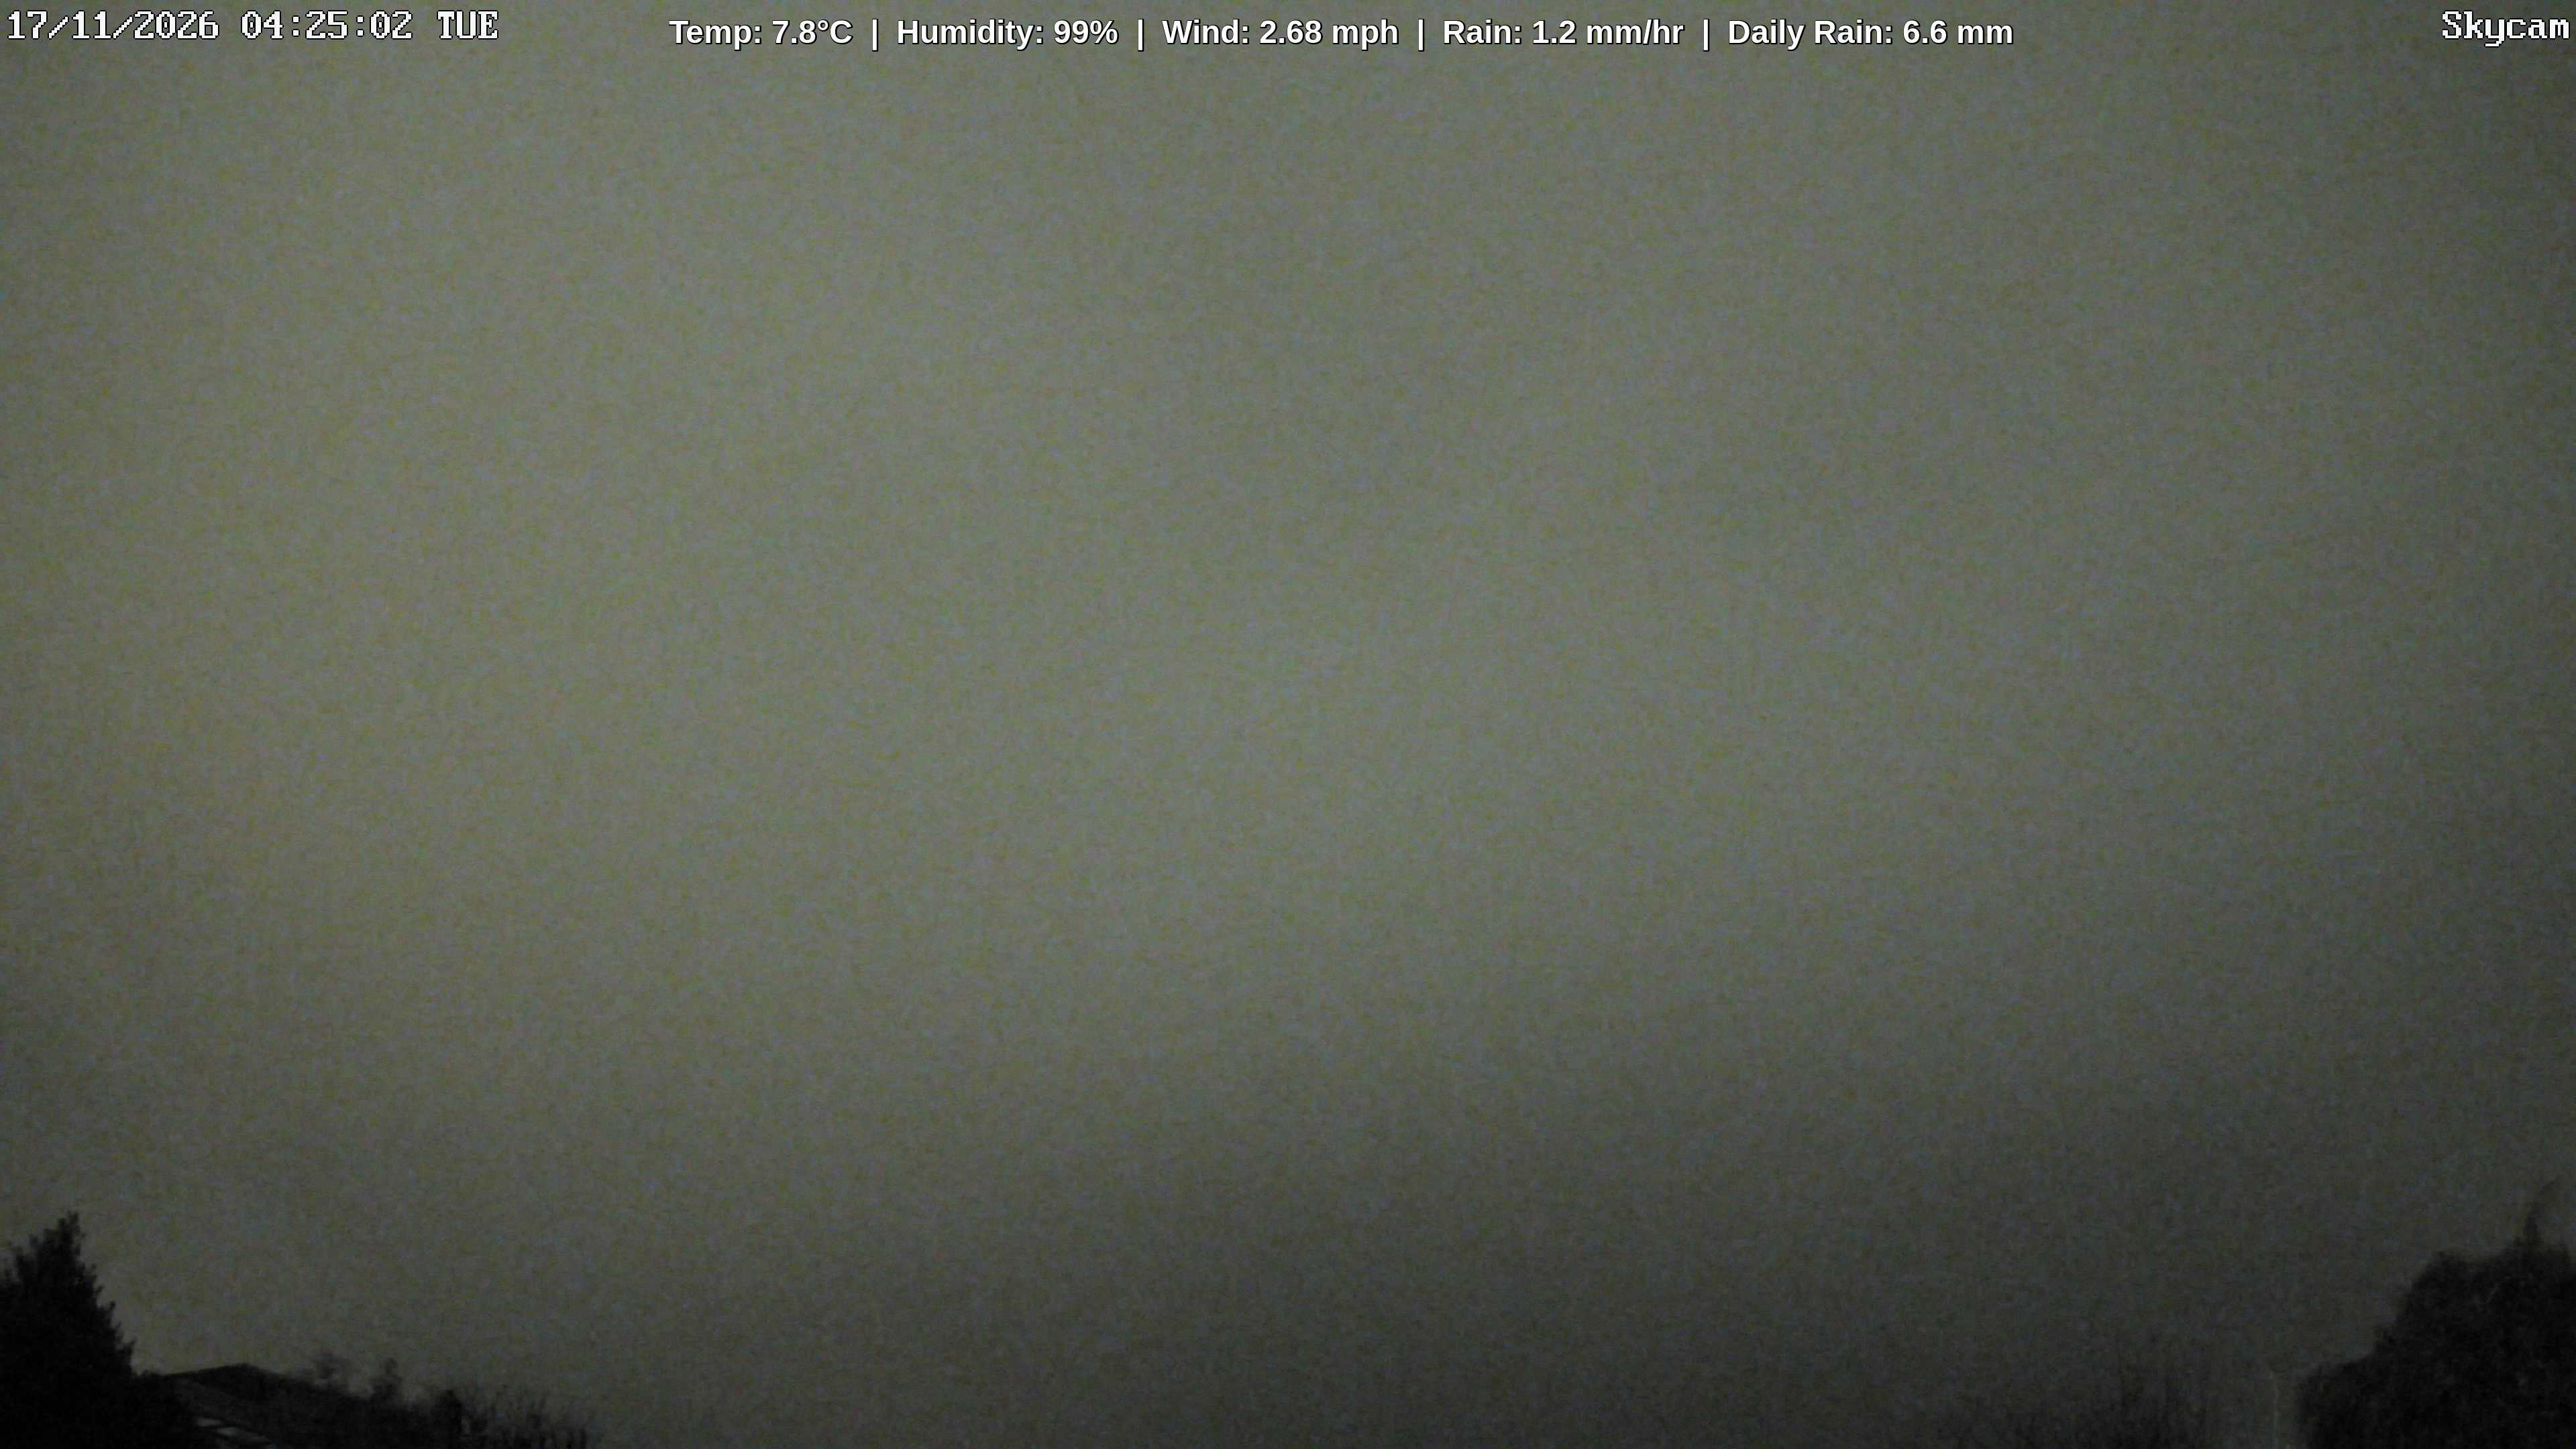 17/11/2026 04:25:02 TUE
Temp: 7.8°C | Humidity: 99% | Wind: 2.68 mph | Rain: 1.2 mm/hr | Daily Rain: 6.6 mm
Skycam